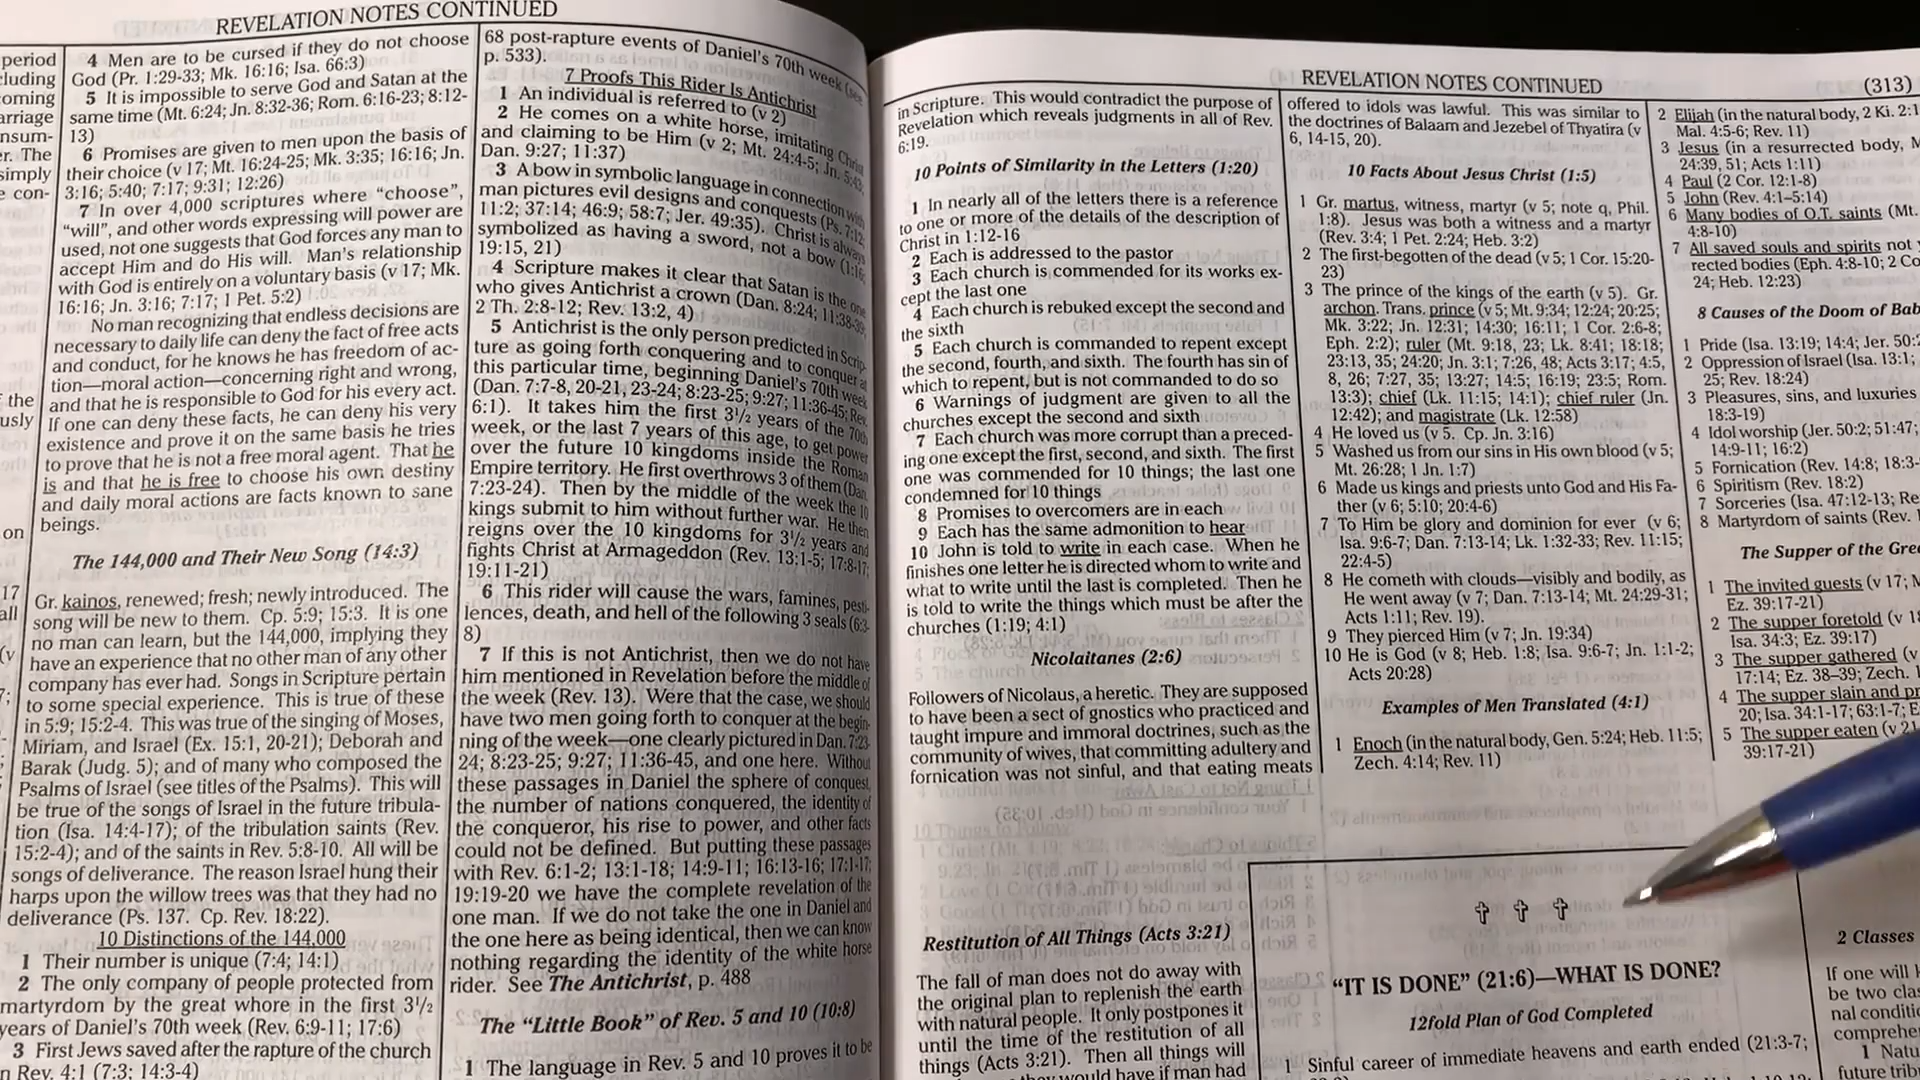 REVELATION NOTES CONTINUED
period
cluding
coming
arriage
nsum-
er. The
simply
e con-
f the
usly
on
17
all
(v
4 Men are to be cursed if they do not choose
God (Pr. 1:29-33; Mk. 16:16; Isa. 66:3)
5 It is impossible to serve God and Satan at the
same time (Mt. 6:24; Jn. 8:32-36; Rom. 6:16-23; 8:12-
13)
6 Promises are given to men upon the basis of
their choice (v 17; Mt. 16:24-25; Mk. 3:35; 16:16; Jn.
3:16; 5:40; 7:17; 9:31; 12:26)
7 In over 4,000 scriptures where “choose”,
“will”, and other words expressing will power are
used, not one suggests that God forces any man to
accept Him and do His will. Man's relationship
with God is entirely on a voluntary basis (v 17; Mk.
16:16; Jn. 3:16; 7:17; 1 Pet. 5:2)
No man recognizing that endless decisions are
necessary to daily life can deny the fact of free acts
and conduct, for he knows he has freedom of ac-
tion—moral action—concerning right and wrong,
and that he is responsible to God for his every act.
If one can deny these facts, he can deny his very
existence and prove it on the same basis he tries
to prove that he is not a free moral agent. That he
is and that he is free to choose his own destiny
and daily moral actions are facts known to sane
beings.
The 144,000 and Their New Song (14:3)
Gr. kainos, renewed; fresh; newly introduced. The
song will be new to them. Cp. 5:9; 15:3. It is one
no man can learn, but the 144,000, implying they
have an experience that no other man of any other
company has ever had. Songs in Scripture pertain
to some special experience. This is true of these
in 5:9; 15:2-4. This was true of the singing of Moses,
Miriam, and Israel (Ex. 15:1, 20-21); Deborah and
Barak (Judg. 5); and of many who composed the
Psalms of Israel (see titles of the Psalms). This will
be true of the songs of Israel in the future tribula-
tion (Isa. 14:4-17); of the tribulation saints (Rev.
15:2-4); and of the saints in Rev. 5:8-10. All will be
songs of deliverance. The reason Israel hung their
harps upon the willow trees was that they had no
deliverance (Ps. 137. Cp. Rev. 18:22).
10 Distinctions of the 144,000
1 Their number is unique (7:4; 14:1)
2 The only company of people protected from
martyrdom by the great whore in the first 3½
years of Daniel's 70th week (Rev. 6:9-11; 17:6)
3 First Jews saved after the rapture of the church
n Rev. 4:1 (7:3; 14:3-4)
68 post-rapture events of Daniel's 70th week (see
p. 533).
7 Proofs This Rider Is Antichrist
1 An individual is referred to (v 2)
2 He comes on a white horse, imitating Christ
and claiming to be Him (v 2; Mt. 24:4-5; Jn. 5:43;
Dan. 9:27; 11:37)
3 A bow in symbolic language in connection with
man pictures evil designs and conquests (Ps. 7:12;
11:2; 37:14; 46:9; 58:7; Jer. 49:35). Christ is always
symbolized as having a sword, not a bow (1:16;
19:15, 21)
4 Scripture makes it clear that Satan is the one
who gives Antichrist a crown (Dan. 8:24; 11:38-39;
2 Th. 2:8-12; Rev. 13:2, 4)
5 Antichrist is the only person predicted in Scrip-
ture as going forth conquering and to conquer at
this particular time, beginning Daniel's 70th week
(Dan. 7:7-8, 20-21, 23-24; 8:23-25; 9:27; 11:36-45; Rev.
6:1). It takes him the first 3½ years of the 70th
week, or the last 7 years of this age, to get power
over the future 10 kingdoms inside the Roman
Empire territory. He first overthrows 3 of them (Dan.
7:23-24). Then by the middle of the week the 10
kings submit to him without further war. He then
reigns over the 10 kingdoms for 3½ years and
fights Christ at Armageddon (Rev. 13:1-5; 17:8-17;
19:11-21)
6 This rider will cause the wars, famines, pesti-
lences, death, and hell of the following 3 seals (6:3-
8)
7 If this is not Antichrist, then we do not have
him mentioned in Revelation before the middle of
the week (Rev. 13). Were that the case, we should
have two men going forth to conquer at the begin-
ning of the week—one clearly pictured in Dan. 7:23-
24; 8:23-25; 9:27; 11:36-45, and one here. Without
these passages in Daniel the sphere of conquest,
the number of nations conquered, the identity of
the conqueror, his rise to power, and other facts
could not be defined. But putting these passages
with Rev. 6:1-2; 13:1-18; 14:9-11; 16:13-16; 17:1-17;
19:19-20 we have the complete revelation of the
one man. If we do not take the one in Daniel and
the one here as being identical, then we can know
nothing regarding the identity of the white horse
rider. See The Antichrist, p. 488
The “Little Book” of Rev. 5 and 10 (10:8)
1 The language in Rev. 5 and 10 proves it to be
REVELATION NOTES CONTINUED
(313)
in Scripture. This would contradict the purpose of
Revelation which reveals judgments in all of Rev.
6:19.
10 Points of Similarity in the Letters (1:20)
1 In nearly all of the letters there is a reference
to one or more of the details of the description of
Christ in 1:12-16
2 Each is addressed to the pastor
3 Each church is commended for its works ex-
cept the last one
4 Each church is rebuked except the second and
the sixth
5 Each church is commanded to repent except
the second, fourth, and sixth. The fourth has sin of
which to repent, but is not commanded to do so
6 Warnings of judgment are given to all the
churches except the second and sixth
7 Each church was more corrupt than a preced-
ing one except the first, second, and sixth. The first
one was commended for 10 things; the last one
condemned for 10 things
8 Promises to overcomers are in each
9 Each has the same admonition to hear
10 John is told to write in each case. When he
finishes one letter he is directed whom to write and
what to write until the last is completed. Then he
is told to write the things which must be after the
churches (1:19; 4:1)
Nicolaitanes (2:6)
Followers of Nicolaus, a heretic. They are supposed
to have been a sect of gnostics who practiced and
taught impure and immoral doctrines, such as the
community of wives, that committing adultery and
fornication was not sinful, and that eating meats
offered to idols was lawful. This was similar to
the doctrines of Balaam and Jezebel of Thyatira (v
6, 14-15, 20).
10 Facts About Jesus Christ (1:5)
1 Gr. martus, witness, martyr (v 5; note q, Phil.
1:8). Jesus was both a witness and a martyr
(Rev. 3:4; 1 Pet. 2:24; Heb. 3:2)
2 The first-begotten of the dead (v 5; 1 Cor. 15:20-
23)
3 The prince of the kings of the earth (v 5). Gr.
archon. Trans. prince (v 5; Mt. 9:34; 12:24; 20:25;
Mk. 3:22; Jn. 12:31; 14:30; 16:11; 1 Cor. 2:6-8;
Eph. 2:2); ruler (Mt. 9:18, 23; Lk. 8:41; 18:18;
23:13, 35; 24:20; Jn. 3:1; 7:26, 48; Acts 3:17; 4:5,
8, 26; 7:27, 35; 13:27; 14:5; 16:19; 23:5; Rom.
13:3); chief (Lk. 11:15; 14:1); chief ruler (Jn.
12:42); and magistrate (Lk. 12:58)
4 He loved us (v 5. Cp. Jn. 3:16)
5 Washed us from our sins in His own blood (v 5;
Mt. 26:28; 1 Jn. 1:7)
6 Made us kings and priests unto God and His Fa-
ther (v 6; 5:10; 20:4-6)
7 To Him be glory and dominion for ever (v 6;
Isa. 9:6-7; Dan. 7:13-14; Lk. 1:32-33; Rev. 11:15;
22:4-5)
8 He cometh with clouds—visibly and bodily, as
He went away (v 7; Dan. 7:13-14; Mt. 24:29-31;
Acts 1:11; Rev. 19).
9 They pierced Him (v 7; Jn. 19:34)
10 He is God (v 8; Heb. 1:8; Isa. 9:6-7; Jn. 1:1-2;
Acts 20:28)
Examples of Men Translated (4:1)
1 Enoch (in the natural body, Gen. 5:24; Heb. 11:5;
Zech. 4:14; Rev. 11)
2 Elijah (in the natural body, 2 Ki. 2:1
Mal. 4:5-6; Rev. 11)
3 Jesus (in a resurrected body, M
24:39, 51; Acts 1:11)
4 Paul (2 Cor. 12:1-8)
5 John (Rev. 4:1–5:14)
6 Many bodies of O.T. saints (Mt.
4:8-10)
7 All saved souls and spirits not
rected bodies (Eph. 4:8-10; 2 Co
24; Heb. 12:23)
8 Causes of the Doom of Bab
1 Pride (Isa. 13:19; 14:4; Jer. 50:2
2 Oppression of Israel (Isa. 13:1;
25; Rev. 18:24)
3 Pleasures, sins, and luxuries
18:3-19)
4 Idol worship (Jer. 50:2; 51:47;
14:9-11; 16:2)
5 Fornication (Rev. 14:8; 18:3-
6 Spiritism (Rev. 18:2)
7 Sorceries (Isa. 47:12-13; Re
8 Martyrdom of saints (Rev.
The Supper of the Gre
1 The invited guests (v 17; M
Ez. 39:17-21)
2 The supper foretold (v 1
Isa. 34:3; Ez. 39:17)
3 The supper gathered (v
17:14; Ez. 38–39; Zech. 1
4 The supper slain and pr
20; Isa. 34:1-17; 63:1-7; E
5 The supper eaten (v 21
39:17-21)
Restitution of All Things (Acts 3:21)
The fall of man does not do away with
the original plan to replenish the earth
with natural people. It only postpones it
until the time of the restitution of all
things (Acts 3:21). Then all things will
would have if man had
“IT IS DONE” (21:6)—WHAT IS DONE?
12fold Plan of God Completed
1 Sinful career of immediate heavens and earth ended (21:3-7;
2 Classes
If one will
be two clas
nal conditi
comprehe
1 Natu
future trib